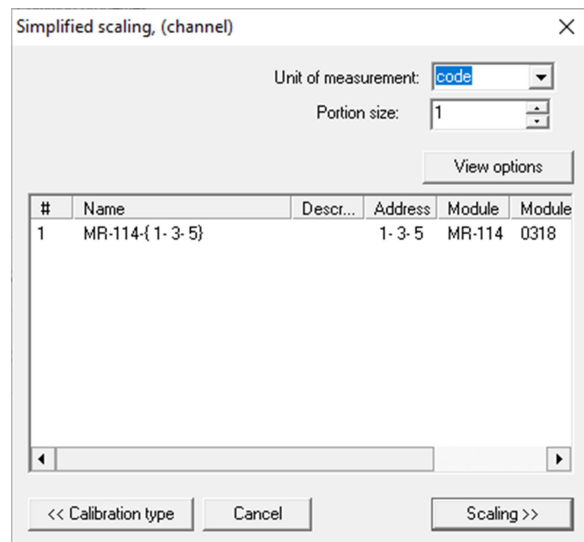 Simplified scaling, (channel)
Unit of measurement: code
Portion size: 1
View options
# Name Descr... Address Module Module
1 MR-114-{ 1- 3- 5} 1- 3- 5 MR-114 0318
<< Calibration type Cancel Scaling >>